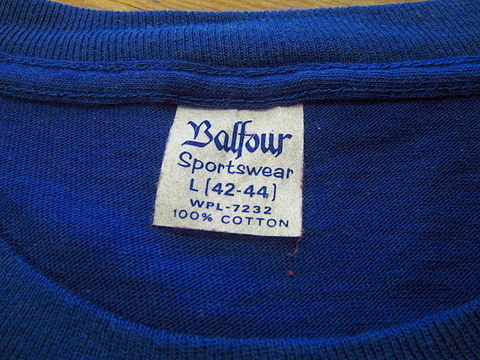 Balfour
Sportswear
L (42-44)
WPL-7232
100% COTTON